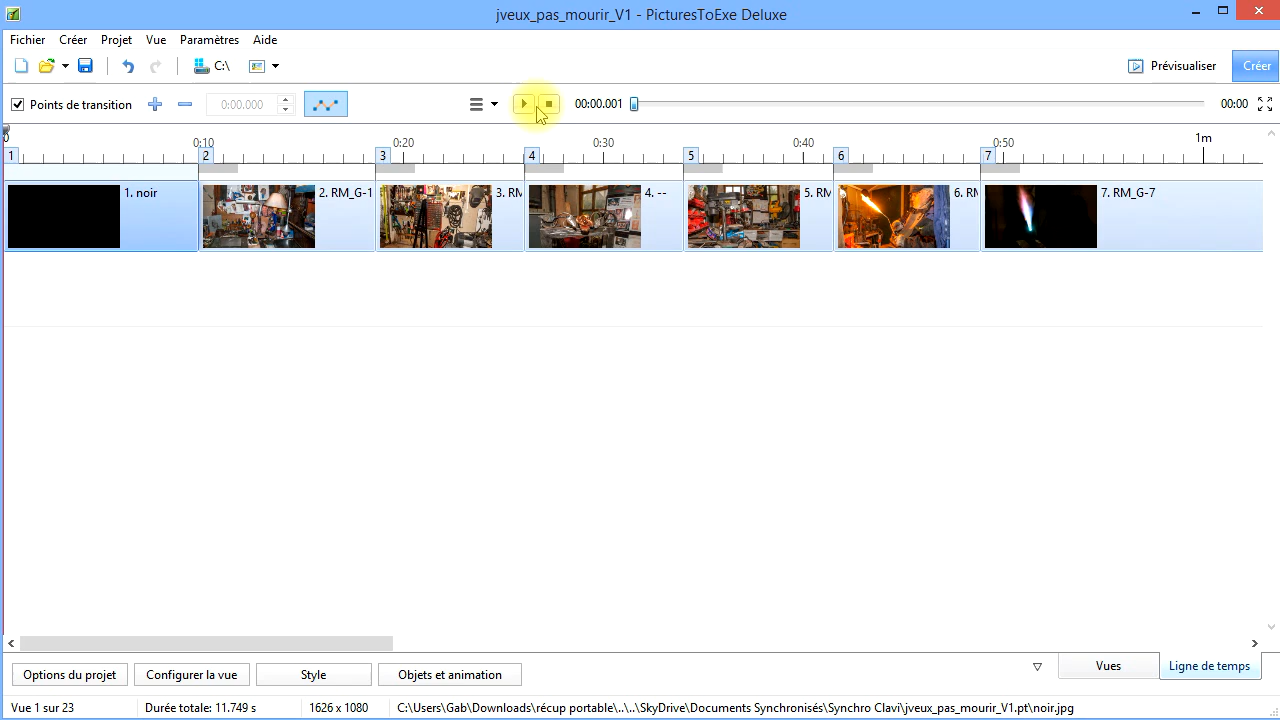 jveux_pas_mourir_V1 - PicturesToExe Deluxe
Fichier Créer Projet Vue Paramètres Aide
C:\ Prévisualiser Créer
Points de transition 0:00.000 00:00.001 00:00
0 0:10 0:20 0:30 0:40 0:50 1m
1 2 3 4 5 6 7
1. noir 2. RM_G-1 3. RM 4. -- 5. RM 6. RM 7. RM_G-7
Options du projet Configurer la vue Style Objets et animation Vues Ligne de temps
Vue 1 sur 23 Durée totale: 11.749 s 1626 x 1080 C:\Users\Gab\Downloads\récup portable\..\..\SkyDrive\Documents Synchronisés\Synchro Clavi\jveux_pas_mourir_V1.pt\noir.jpg